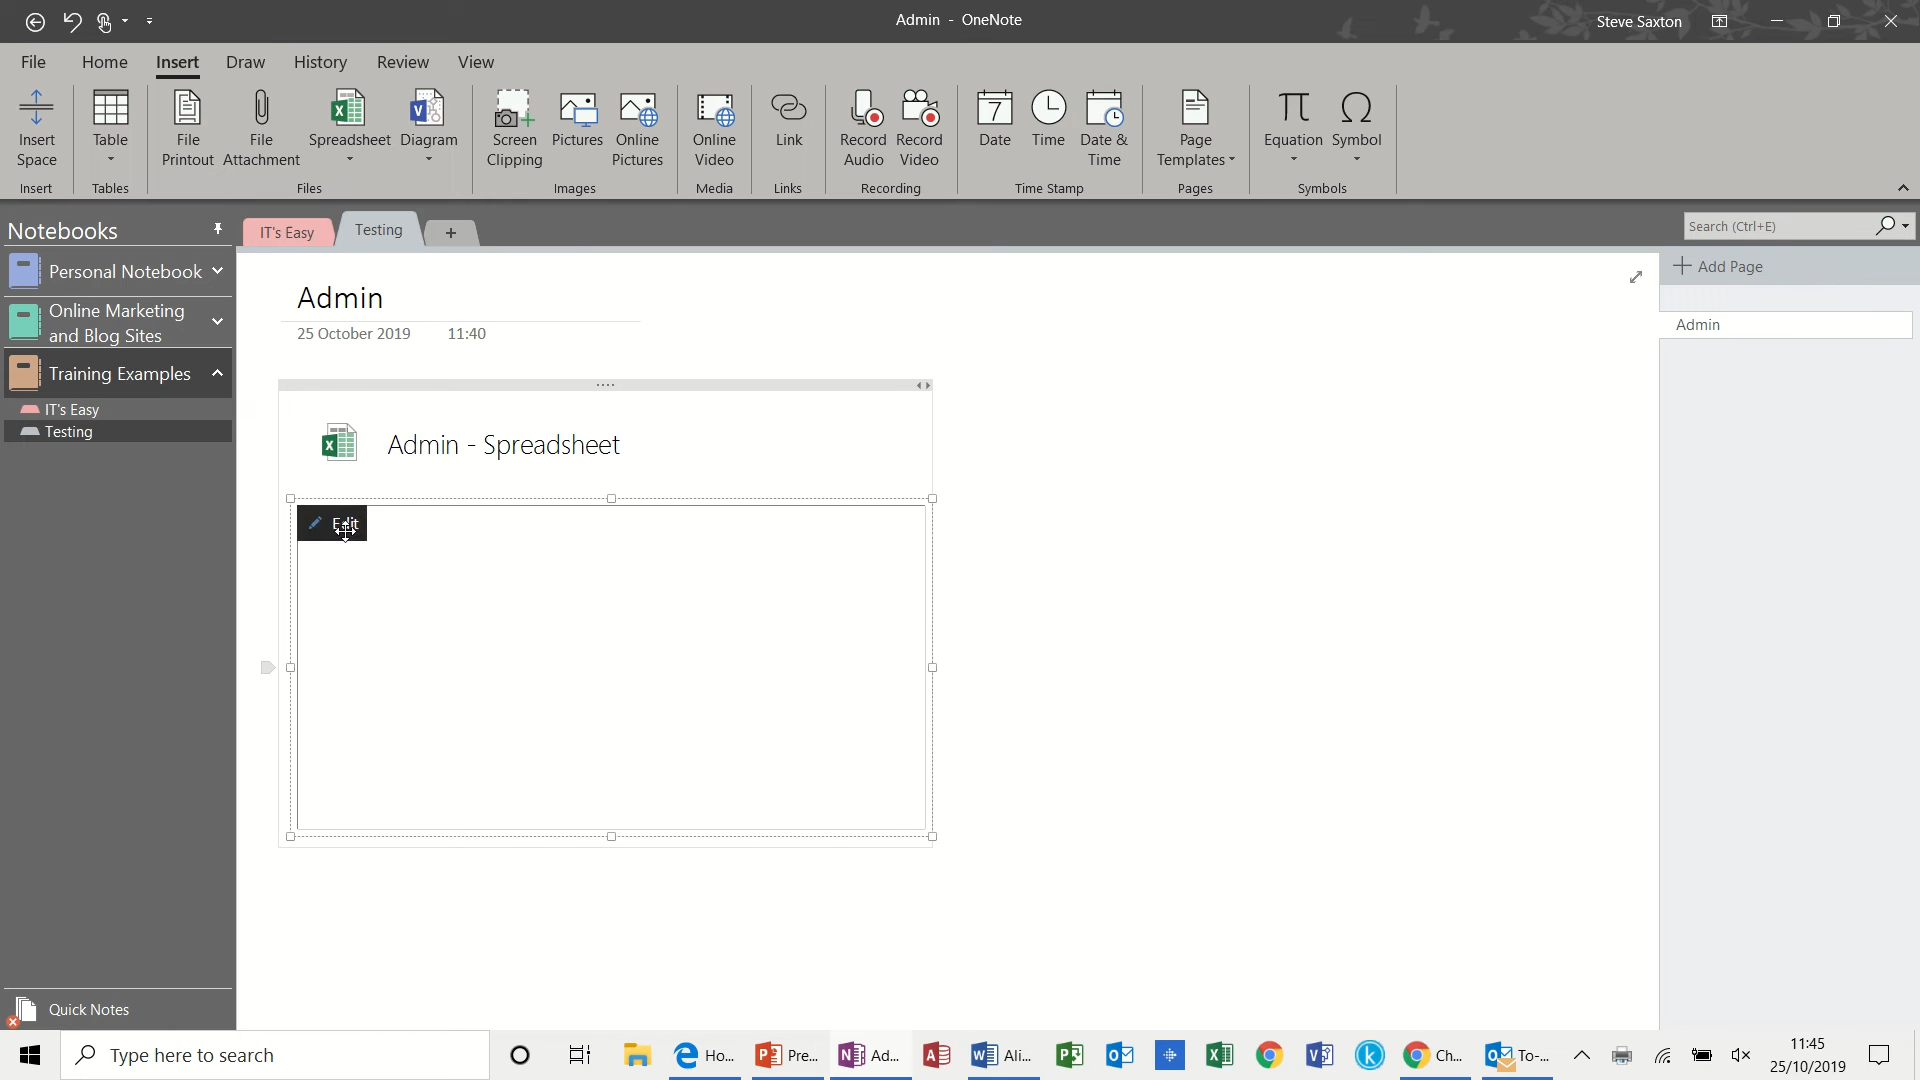 Admin - OneNote
Steve Saxton
File Home Insert Draw History Review View
Insert Space
Table
File Printout
File Attachment
Spreadsheet
Diagram
Screen Clipping
Pictures
Online Pictures
Online Video
Link
Record Audio
Record Video
Date
Time
Date & Time
Page Templates
Equation
Symbol
Insert Tables Files Images Media Links Recording Time Stamp Pages Symbols
Notebooks
IT's Easy
Testing
Search (Ctrl+E)
Personal Notebook
Online Marketing
and Blog Sites
Training Examples
IT's Easy
Testing
Quick Notes
Add Page
Admin
Admin
25 October 2019 11:40
Admin - Spreadsheet
Edit
Type here to search
Ho...
Pre...
Ad...
Ali...
Ch...
To-...
11:45
25/10/2019